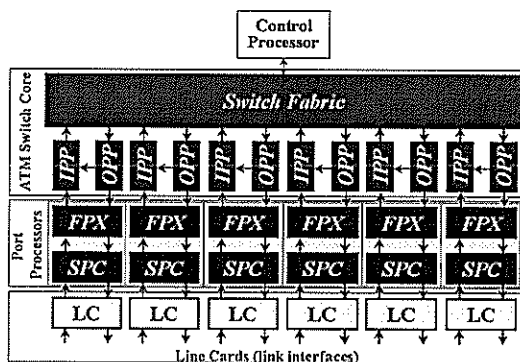 Control
Processor
ATM Switch Core
Switch Fabric
IPP OPP IPP OPP IPP OPP IPP OPP IPP OPP IPP OPP
Port
Processors
FPX FPX FPX FPX FPX FPX
SPC SPC SPC SPC SPC SPC
LC LC LC LC LC LC
Line Cards (link interfaces)